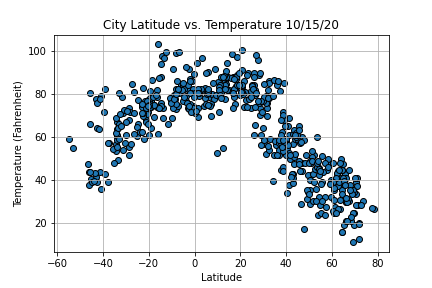 City Latitude vs. Temperature 10/15/20
Temperature (Fahrenheit)
100
80
60
40
20
−60 −40 −20 0 20 40 60 80
Latitude